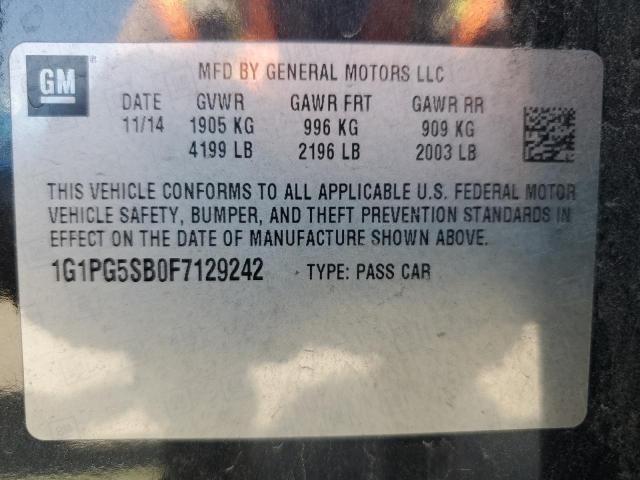 GM ®
MFD BY GENERAL MOTORS LLC
DATE GVWR GAWR FRT GAWR RR
11/14 1905 KG 996 KG 909 KG
4199 LB 2196 LB 2003 LB
THIS VEHICLE CONFORMS TO ALL APPLICABLE U.S. FEDERAL MOTOR
VEHICLE SAFETY, BUMPER, AND THEFT PREVENTION STANDARDS IN
EFFECT ON THE DATE OF MANUFACTURE SHOWN ABOVE.
1G1PG5SB0F7129242 TYPE: PASS CAR